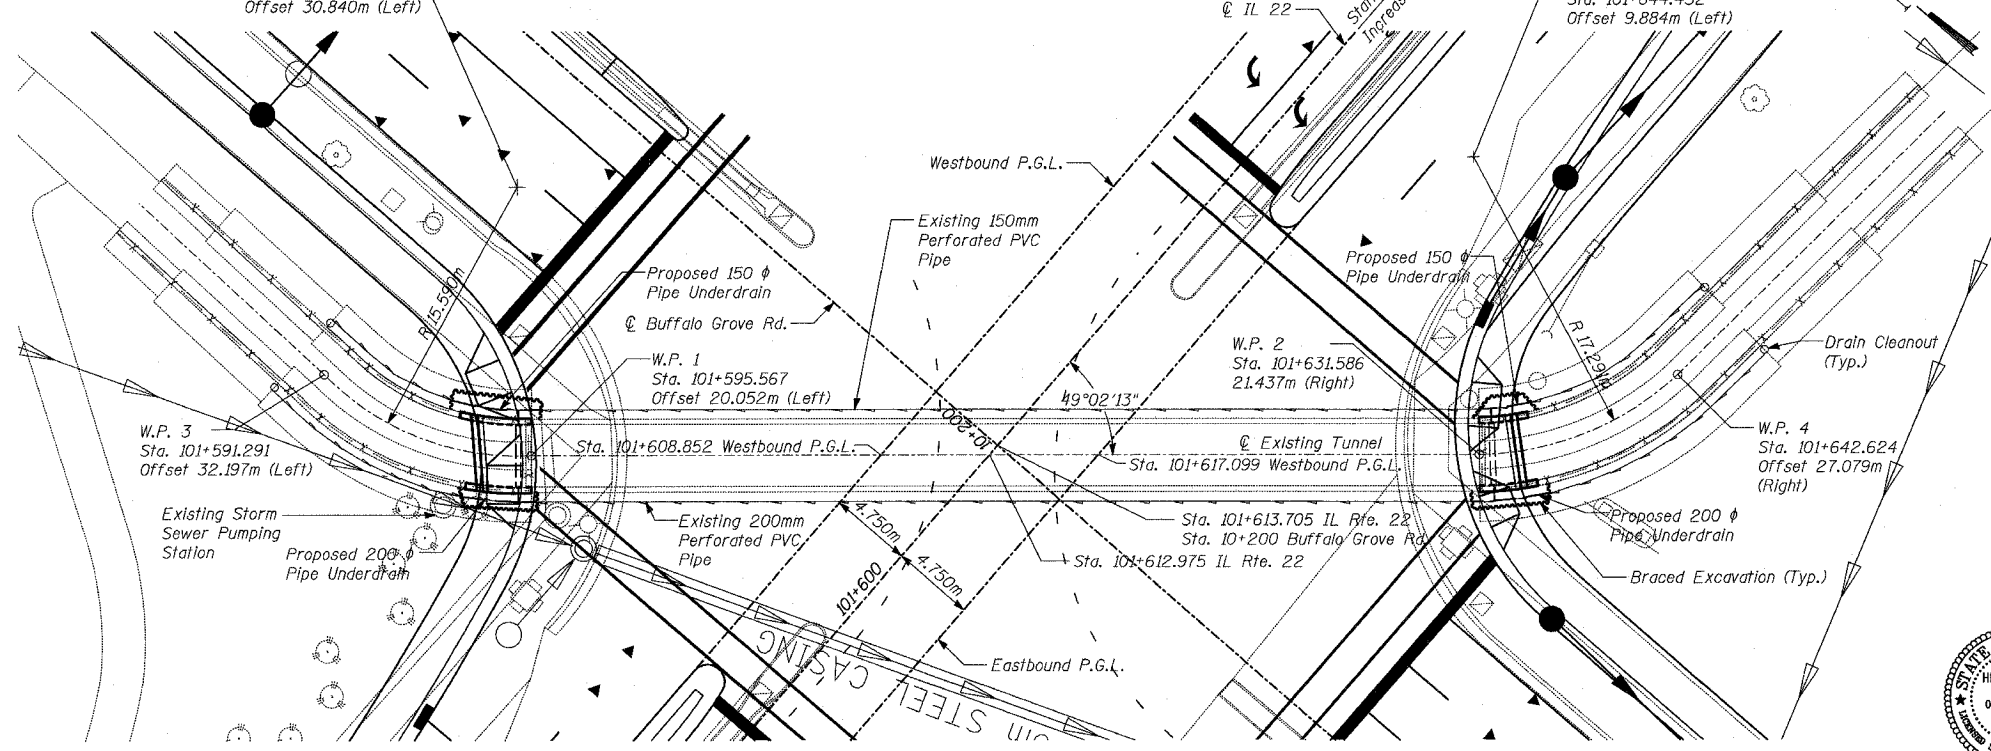 Offset 30.840m (Left)
℄ IL 22
Offset 9.884m (Left)
Westbound P.G.L.
Existing 150mm
Perforated PVC
Pipe
Proposed 150 ϕ
Pipe Underdrain
Proposed 150 ϕ
Pipe Underdrain
R 15.590m
℄ Buffalo Grove Rd.
W.P. 1
Sta. 101+595.567
Offset 20.052m (Left)
W.P. 2
Sta. 101+631.586
21.437m (Right)
Drain Cleanout
(Typ.)
49°02'13"
10+200
W.P. 3
Sta. 101+591.291
Offset 32.197m (Left)
Sta. 101+608.852 Westbound P.G.L.
℄ Existing Tunnel
Sta. 101+617.099 Westbound P.G.L.
W.P. 4
Sta. 101+642.624
Offset 27.079m
(Right)
Existing Storm
Sewer Pumping
Station
Proposed 200 ϕ
Pipe Underdrain
Existing 200mm
Perforated PVC
Pipe
4.750m
4.750m
101+600
Sta. 101+613.705 IL Rte. 22
Sta. 10+200 Buffalo Grove Rd.
Sta. 101+612.975 IL Rte. 22
Proposed 200 ϕ
Pipe Underdrain
Braced Excavation (Typ.)
Eastbound P.G.L.
STEEL CASING
STATE